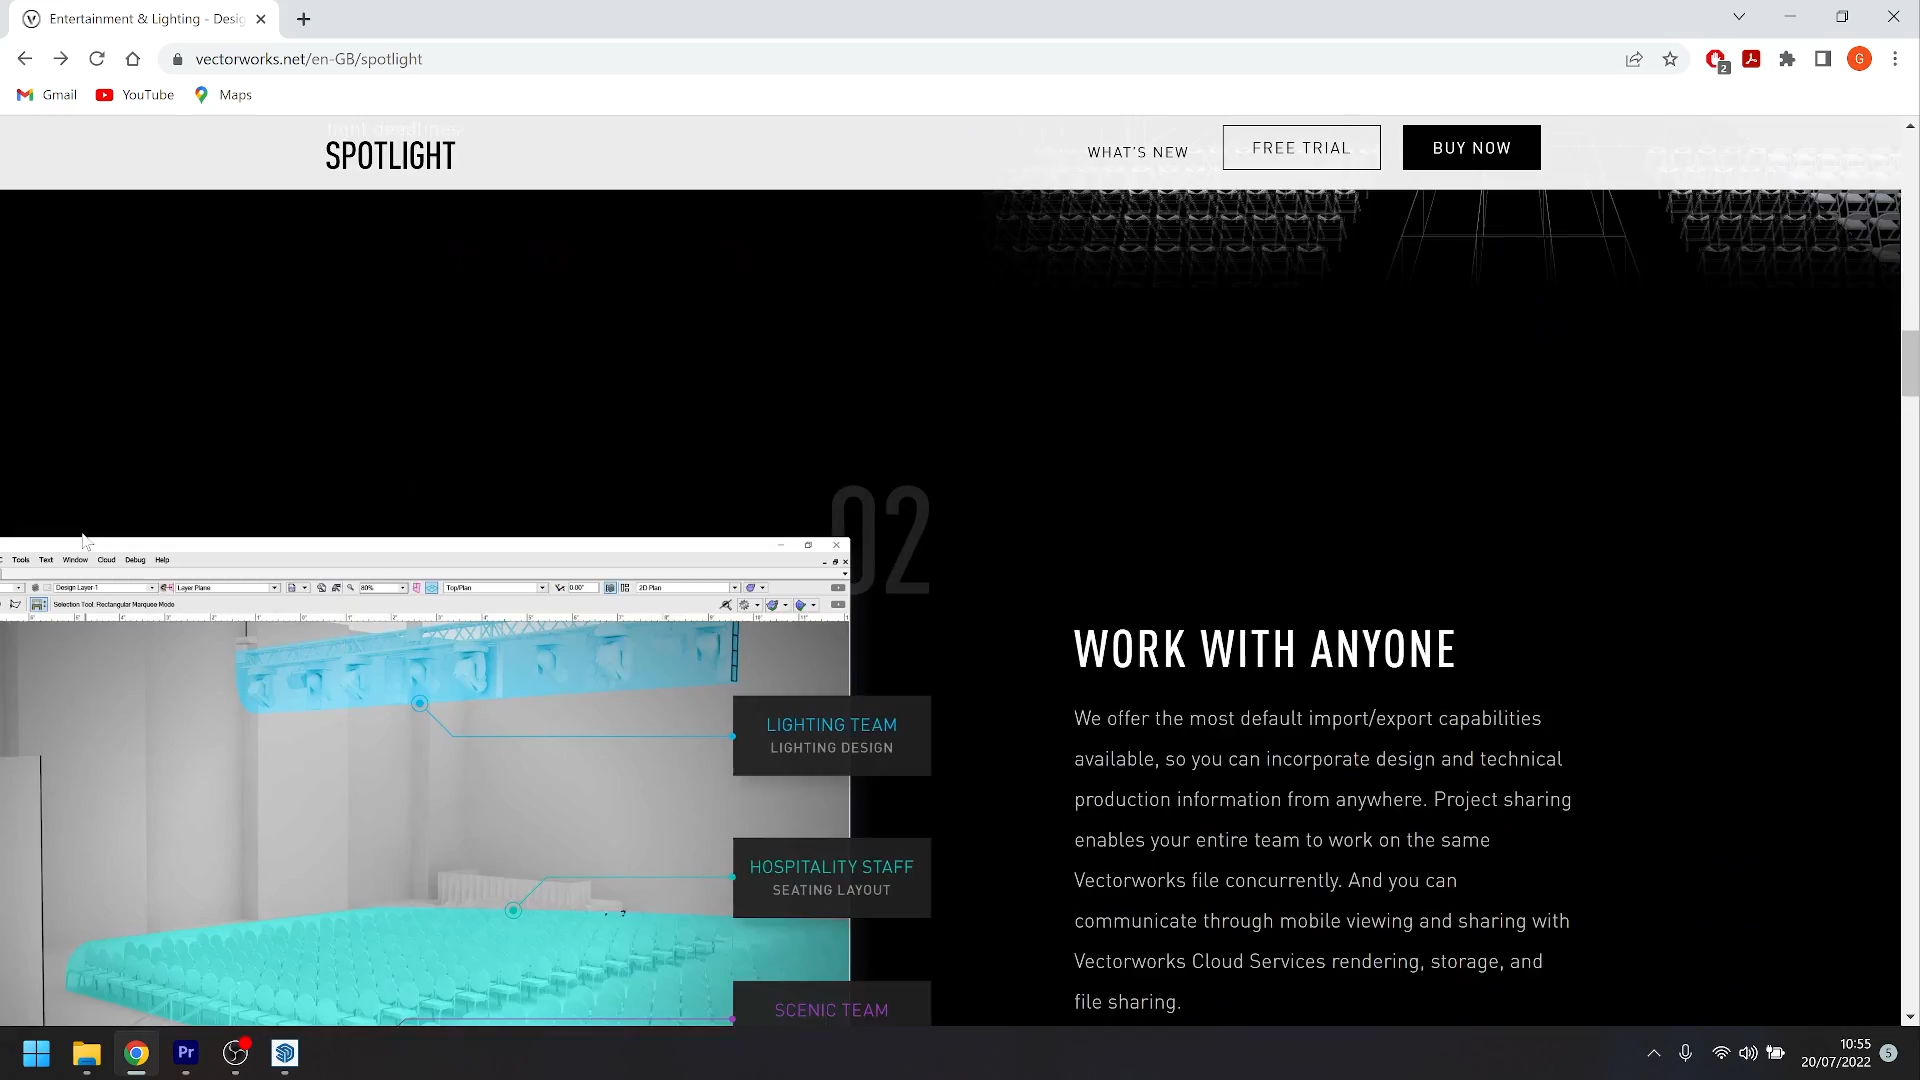 Entertainment & Lighting - Desig
vectorworks.net/en-GB/spotlight
2
G
Gmail
YouTube
Maps
tight deadlines
SPOTLIGHT
WHAT'S NEW
FREE TRIAL
BUY NOW
02
Tools Text Window Cloud Debug Help
Design Layer-1
Layer Plane
80%
Top/Plan
0.00°
2D Plan
Selection Tool: Rectangular Marquee Mode
LIGHTING TEAM
LIGHTING DESIGN
HOSPITALITY STAFF
SEATING LAYOUT
SCENIC TEAM
WORK WITH ANYONE
We offer the most default import/export capabilities
available, so you can incorporate design and technical
production information from anywhere. Project sharing
enables your entire team to work on the same
Vectorworks file concurrently. And you can
communicate through mobile viewing and sharing with
Vectorworks Cloud Services rendering, storage, and
file sharing.
Pr
10:55
20/07/2022
5